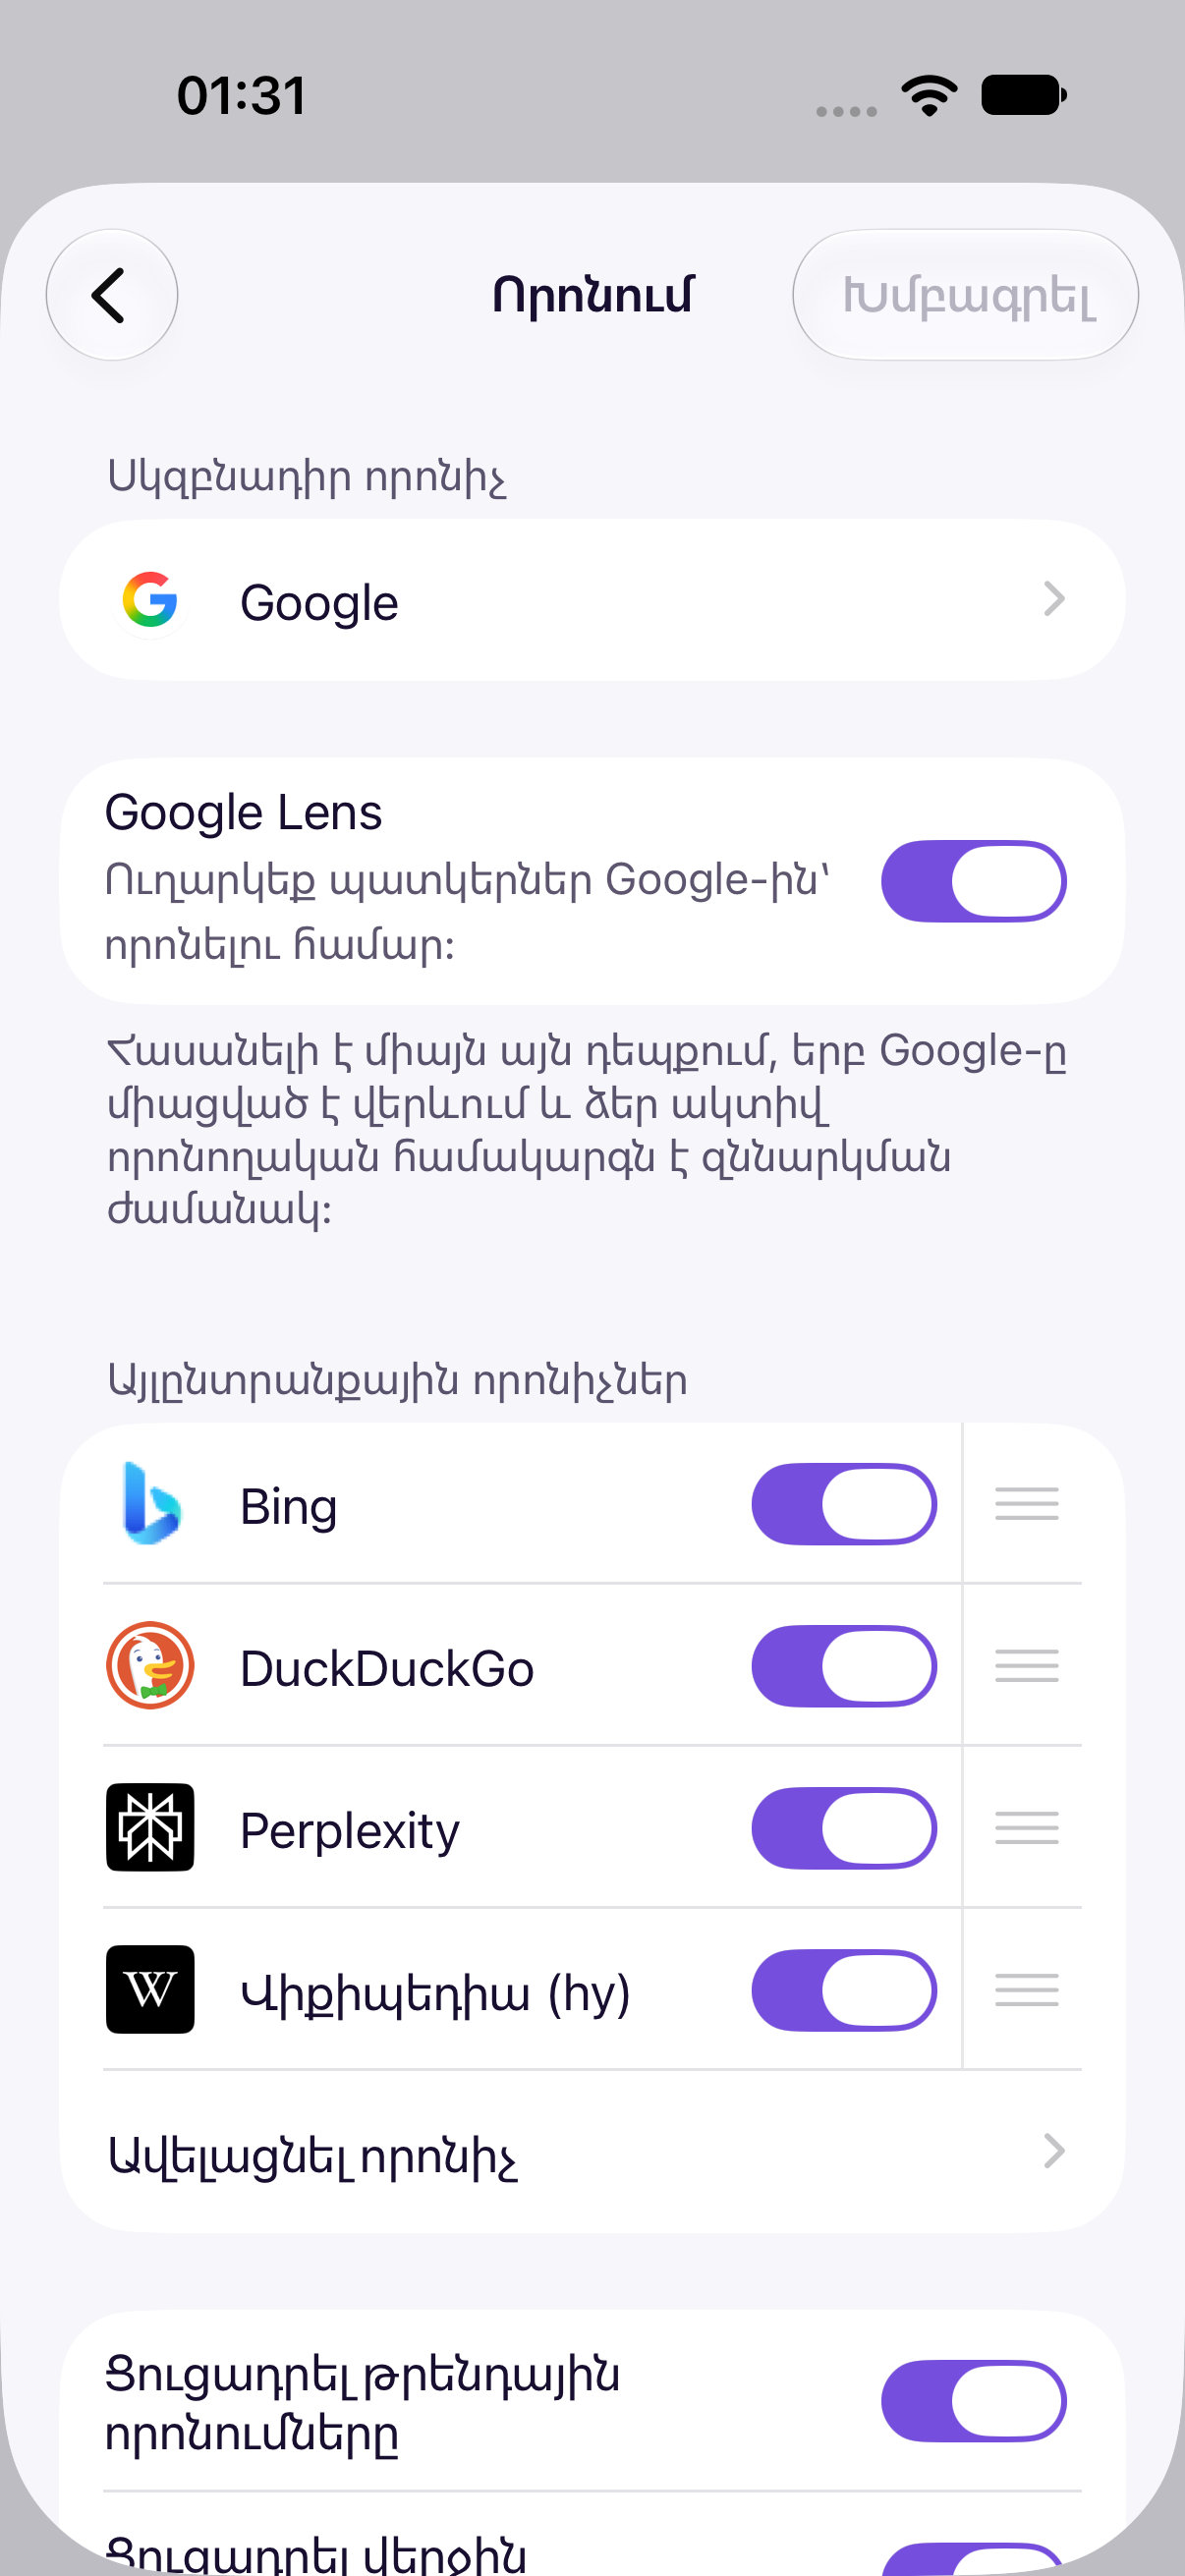 01:31
Որոնում
Խմբագրել
Սկզբնադիր որոնիչ
Google
Google Lens
Ուղարկեք պատկերներ Google-ին՝
որոնելու համար։
Հասանելի է միայն այն դեպքում, երբ Google-ը
միացված է վերևում և ձեր ակտիվ
որոնողական համակարգն է զննարկման
ժամանակ։
Այլընտրանքային որոնիչներ
Bing
DuckDuckGo
Perplexity
W
Վիքիպեդիա (hy)
Ավելացնել որոնիչ
Ցուցադրել թրենդային
որոնումները
Ցուցադրել վերջին